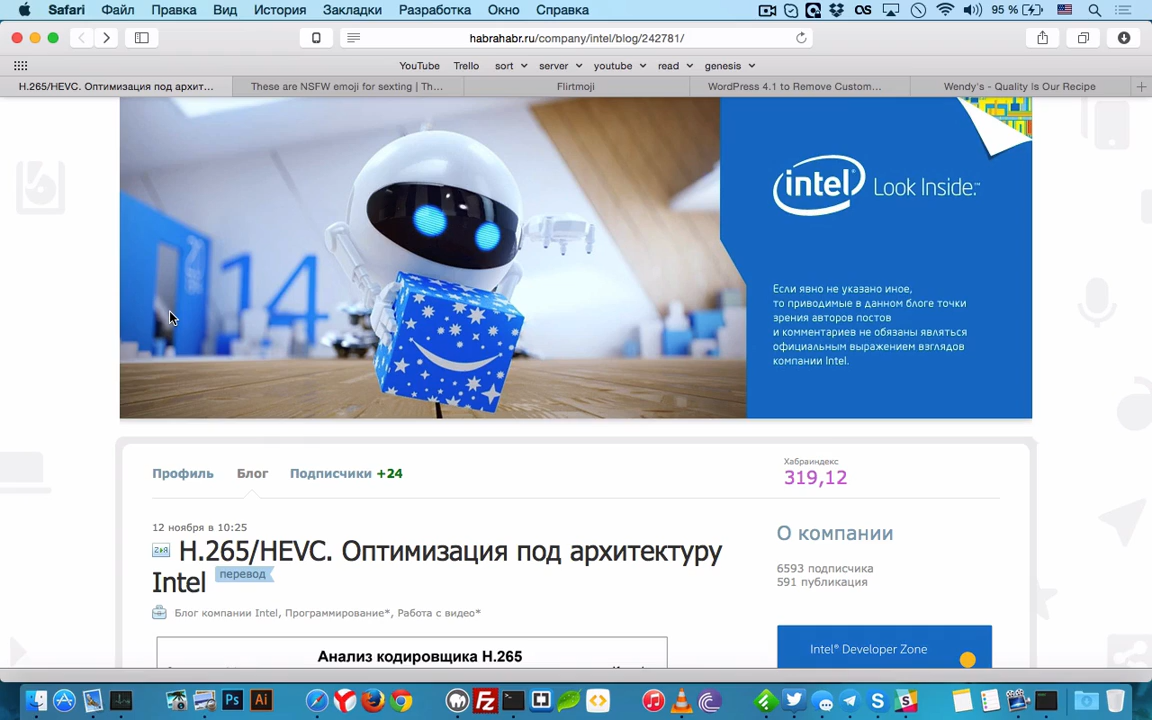 Safari Файл Правка Вид История Закладки Разработка Окно Справка 95 %
habrahabr.ru/company/intel/blog/242781/
YouTube Trello sort server youtube read genesis
H.265/HEVC. Оптимизация под архит... These are NSFW emoji for sexting | Th... Flirtmoji WordPress 4.1 to Remove Custom... Wendy's - Quality Is Our Recipe
14
intel Look Inside.™
Если явно не указано иное,
то приводимые в данном блоге точки
зрения авторов постов
и комментариев не обязаны являться
официальным выражением взглядов
компании Intel.
Профиль Блог Подписчики +24
Хабраиндекс
319,12
12 ноября в 10:25
H.265/HEVC. Оптимизация под архитектуру
Intel перевод
Блог компании Intel, Программирование*, Работа с видео*
Анализ кодировщика H.265
О компании
6593 подписчика
591 публикация
Intel® Developer Zone
Ps Ai Fz